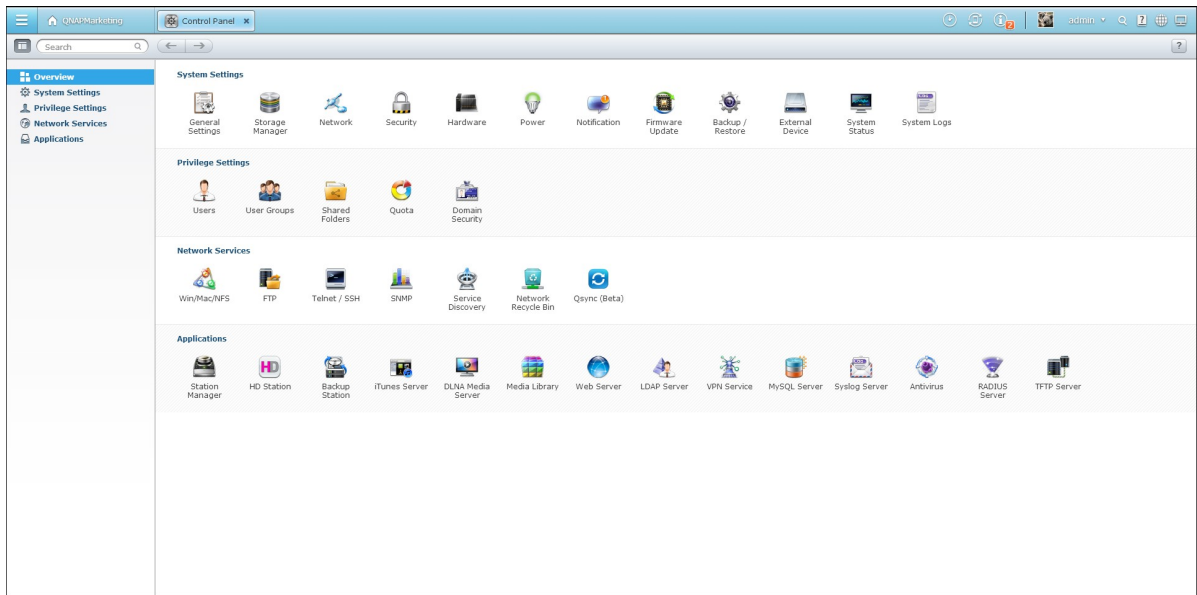 QNAPMarketing
Control Panel
2
admin
?
Search
?
Overview
System Settings
Privilege Settings
Network Services
Applications
System Settings
General Settings
Storage Manager
Network
Security
Hardware
Power
Notification
Firmware Update
Backup / Restore
External Device
System Status
System Logs
Privilege Settings
Users
User Groups
Shared Folders
Quota
Domain Security
Network Services
Win/Mac/NFS
FTP
Telnet / SSH
SNMP
Service Discovery
Network Recycle Bin
Qsync (Beta)
Applications
Station Manager
HD
HD Station
Backup Station
iTunes Server
DLNA Media Server
Media Library
Web Server
LDAP Server
VPN Service
MySQL Server
Syslog Server
Antivirus
RADIUS Server
TFTP Server